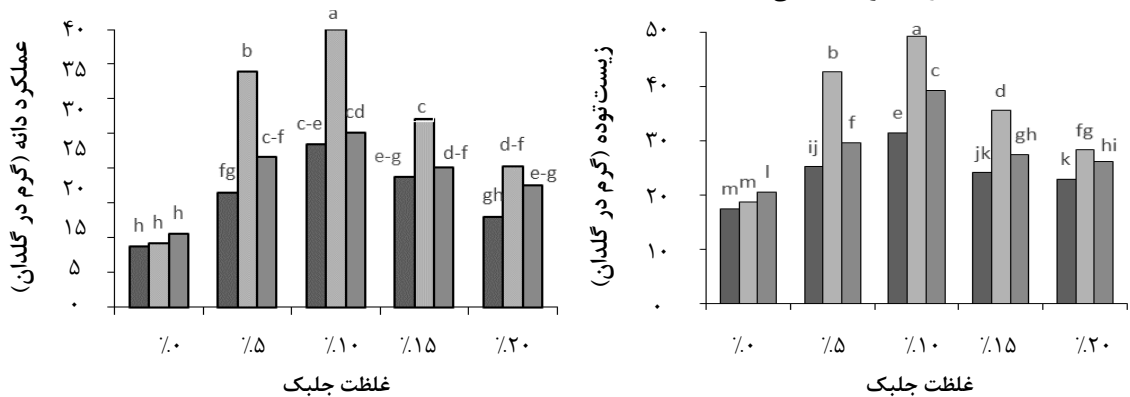 عملکرد دانه (گرم در گلدان)
۴۰
۳۵
۳۰
۲۵
۲۰
۱۵
۵
۰
h h h
fg b c-f
c-e a cd
e-g c d-f
gh d-f e-g
٪۰ ٪۵ ٪۱۰ ٪۱۵ ٪۲۰
غلظت جلبک
زیست‌توده (گرم در گلدان)
۵۰
۴۰
۳۰
۲۰
۱۰
۰
m m l
ij b f
e a c
jk d gh
k fg hi
٪۰ ٪۵ ٪۱۰ ٪۱۵ ٪۲۰
غلظت جلبک